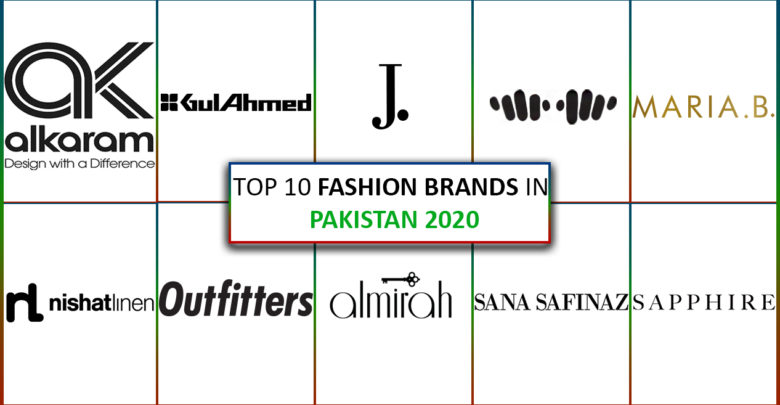 ak
alkaram
Design with a Difference
GulAhmed
J.
MARIA.B.
TOP 10 FASHION BRANDS IN
PAKISTAN 2020
nl
nishatlinen
Outfitters
almirah
SANA SAFINAZ
SAPPHIRE